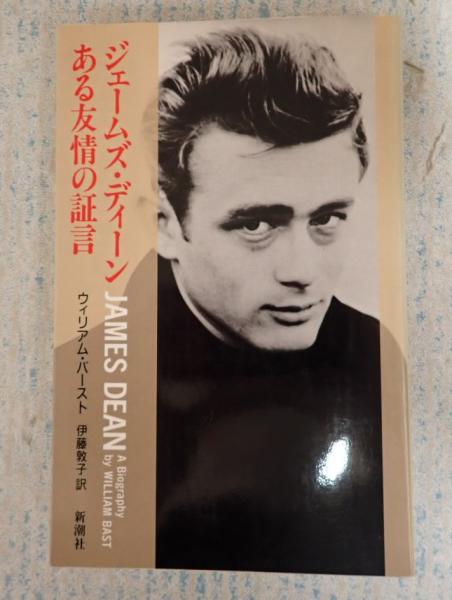 ジェームズ・ディーン
ある友情の証言
JAMES DEAN
A Biography
by WILLIAM BAST
ウィリアム・バースト
伊藤敦子 訳
新潮社